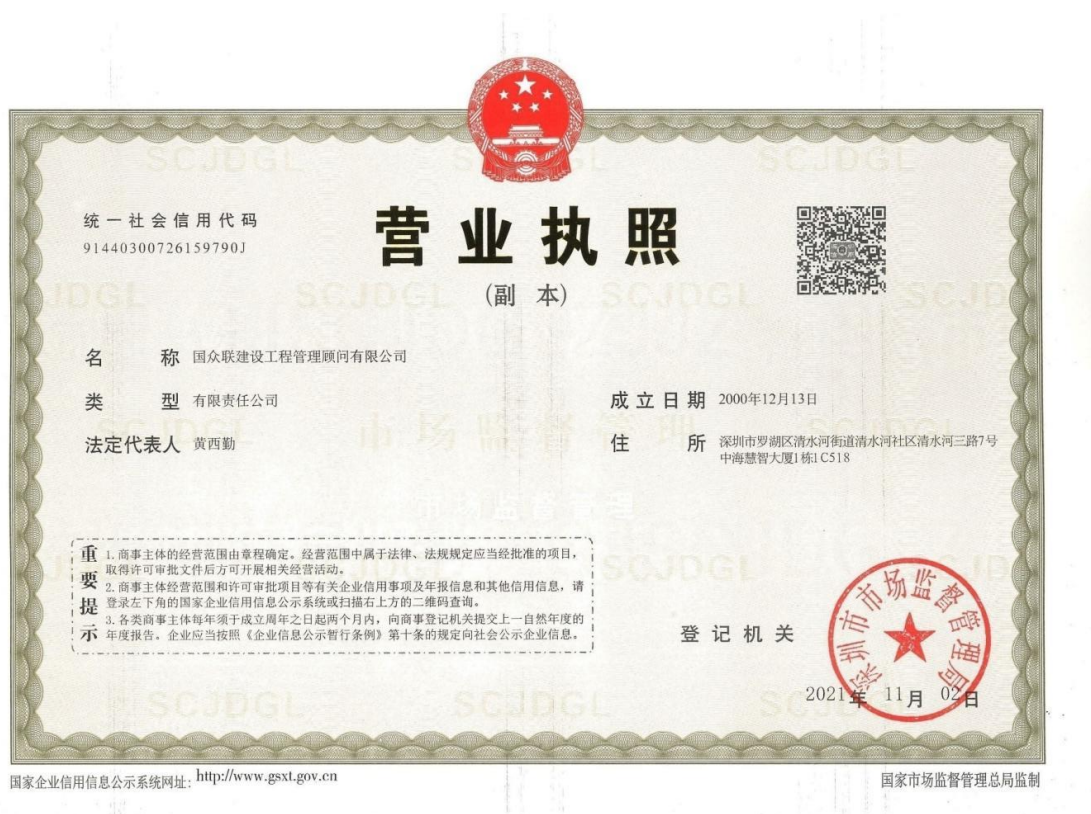 统一社会信用代码
91440300726159790J
营业执照
(副 本)
名 称 国众联建设工程管理顾问有限公司
类 型 有限责任公司
法定代表人 黄西勤
成立日期 2000年12月13日
住 所 深圳市罗湖区清水河街道清水河社区清水河三路7号
中海慧智大厦1栋1C518
重要提示
1.商事主体的经营范围由章程确定。经营范围中属于法律、法规规定应当经批准的项目,
取得许可审批文件后方可开展相关经营活动。
2.商事主体经营范围和许可审批项目等有关企业信用事项及年报信息和其他信用信息,请
登录左下角的国家企业信用信息公示系统或扫描右上方的二维码查询。
3.各类商事主体每年须于成立周年之日起两个月内,向商事登记机关提交上一自然年度的
年度报告。企业应当按照《企业信息公示暂行条例》第十条的规定向社会公示企业信息。
登记机关
深圳市市场监督管理局
2021年 11月 02日
国家企业信用信息公示系统网址: http://www.gsxt.gov.cn
国家市场监督管理总局监制
SCJDGL
市场监督管理